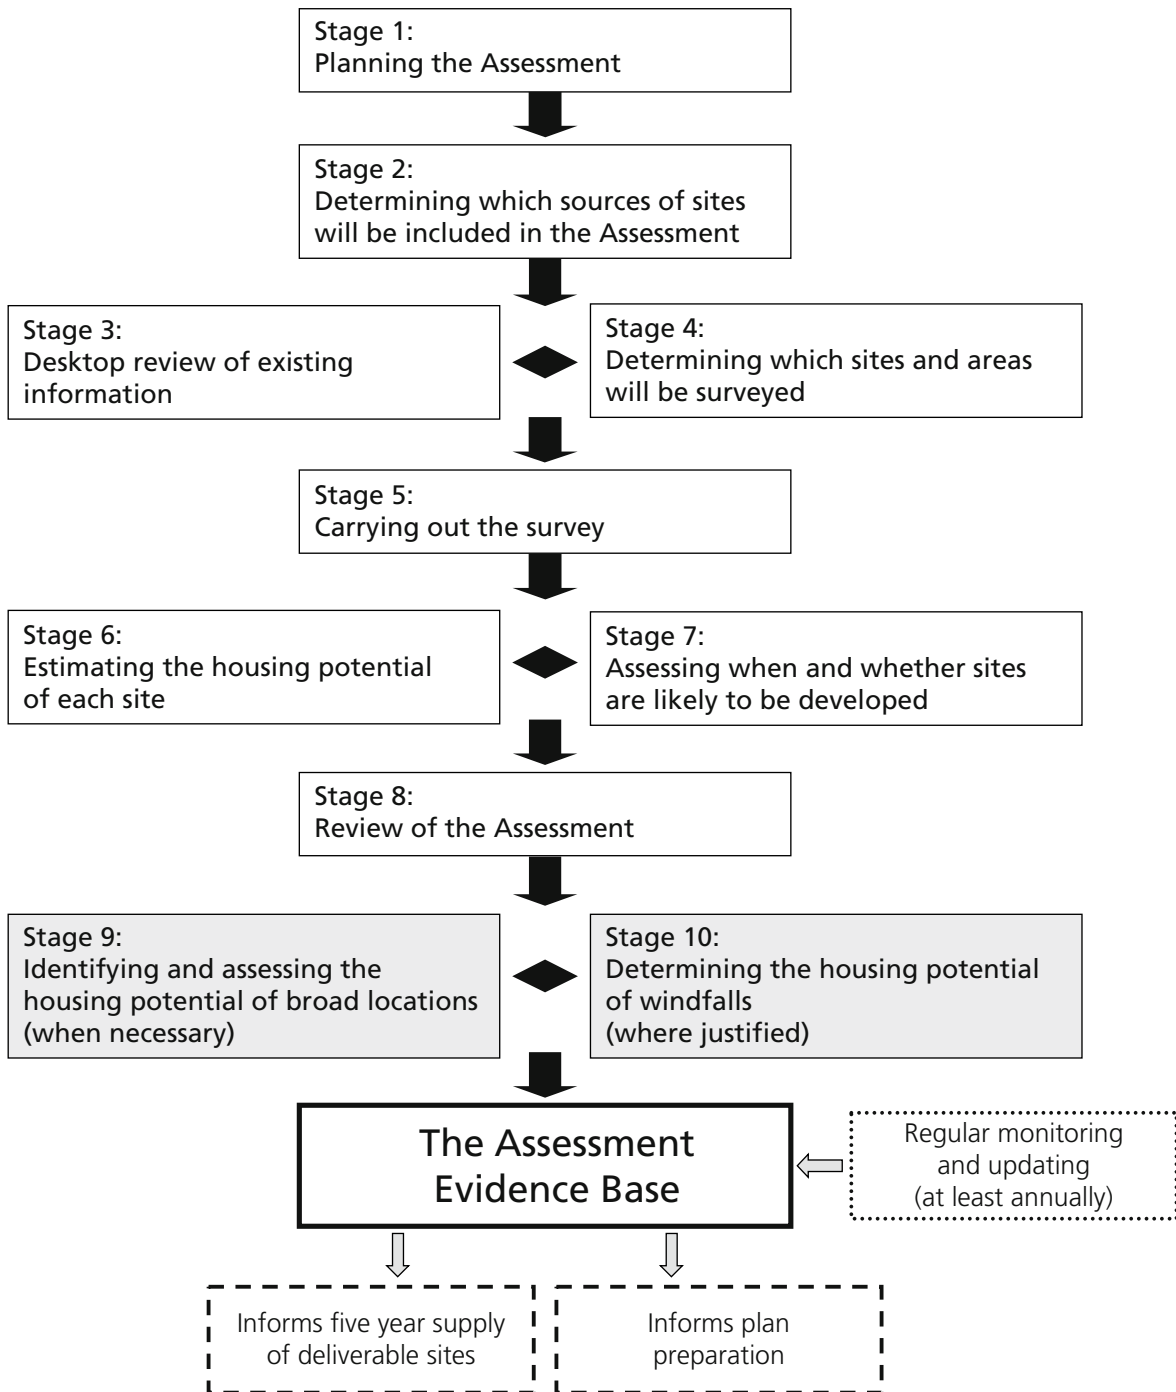 Stage 1:
Planning the Assessment
Stage 2:
Determining which sources of sites
will be included in the Assessment
Stage 3:
Desktop review of existing
information
Stage 4:
Determining which sites and areas
will be surveyed
Stage 5:
Carrying out the survey
Stage 6:
Estimating the housing potential
of each site
Stage 7:
Assessing when and whether sites
are likely to be developed
Stage 8:
Review of the Assessment
Stage 9:
Identifying and assessing the
housing potential of broad locations
(when necessary)
Stage 10:
Determining the housing potential
of windfalls
(where justified)
The Assessment
Evidence Base
Regular monitoring
and updating
(at least annually)
Informs five year supply
of deliverable sites
Informs plan
preparation